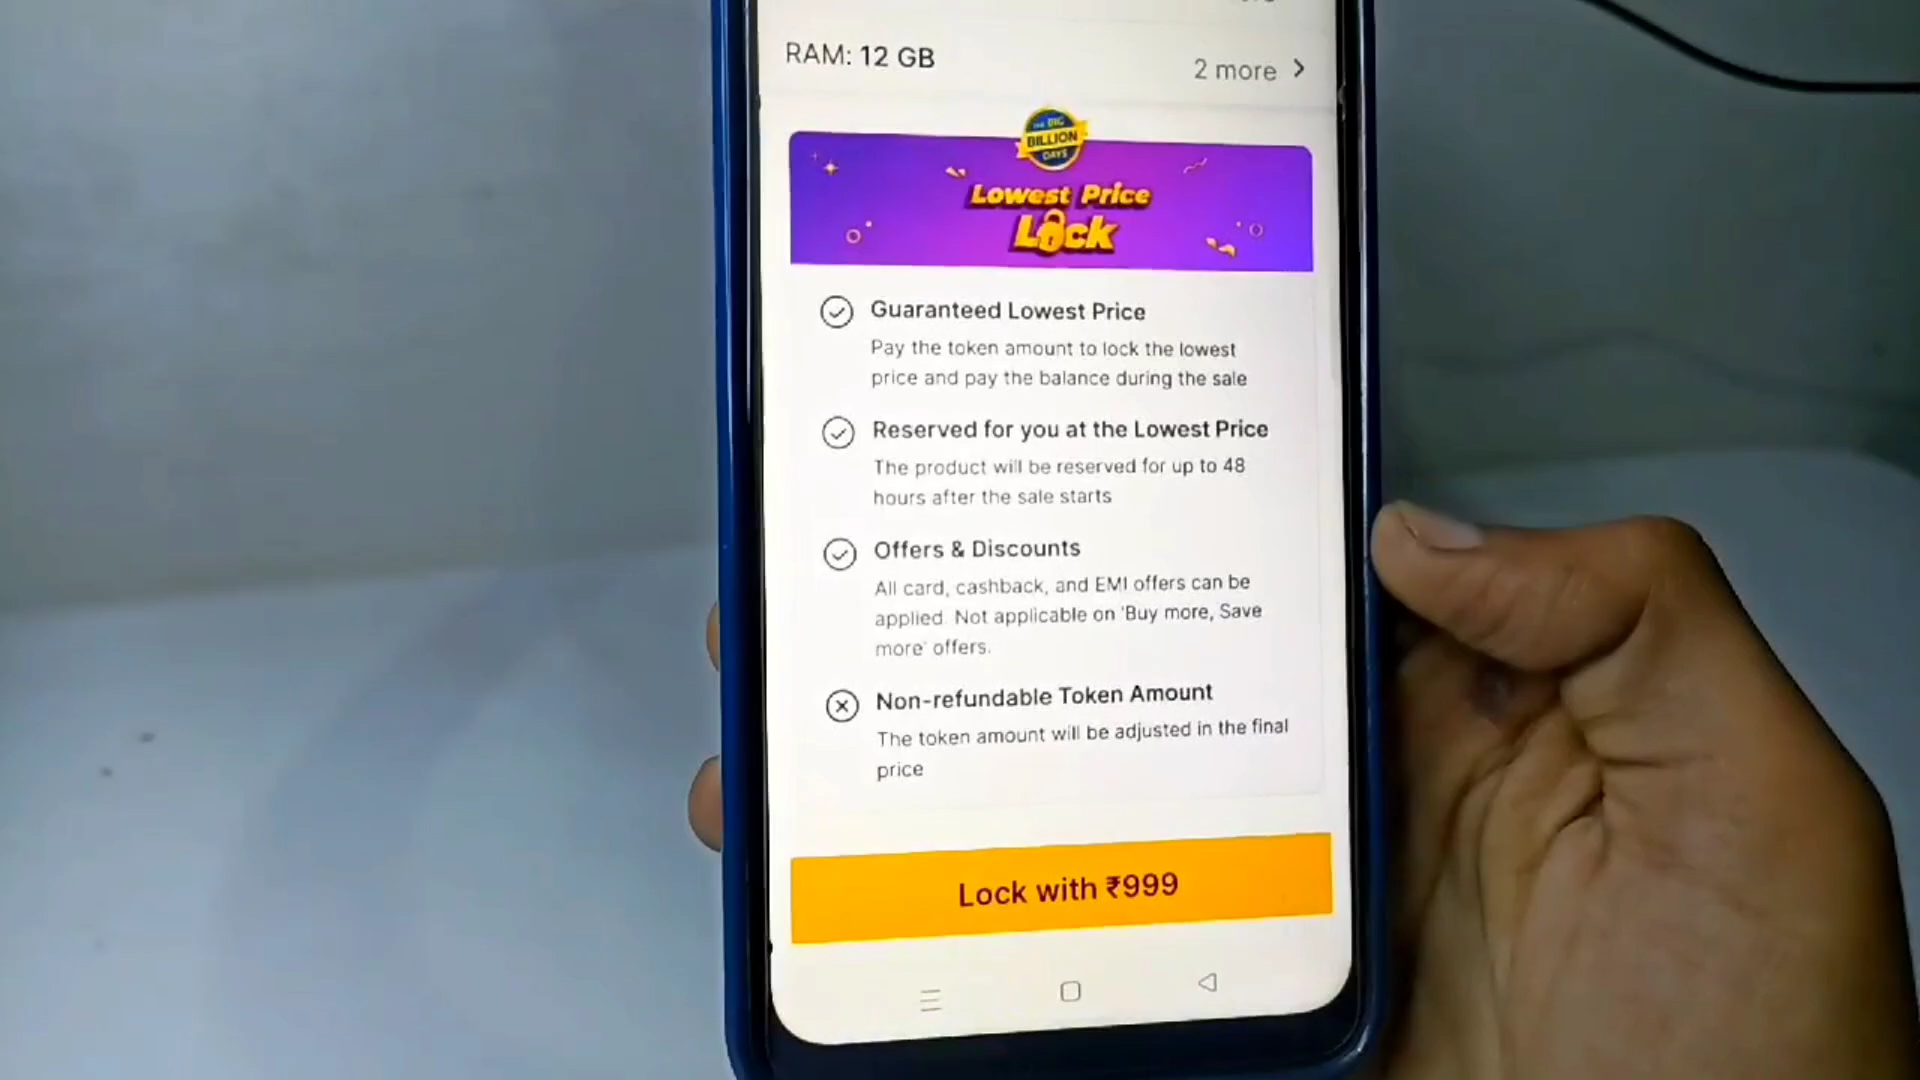 RAM: 12 GB
2 more
THE BIG
BILLION
DAYS
Lowest Price
Lock
Guaranteed Lowest Price
Pay the token amount to lock the lowest
price and pay the balance during the sale
Reserved for you at the Lowest Price
The product will be reserved for up to 48
hours after the sale starts
Offers & Discounts
All card, cashback, and EMI offers can be
applied. Not applicable on 'Buy more, Save
more' offers.
Non-refundable Token Amount
The token amount will be adjusted in the final
price
Lock with ₹999